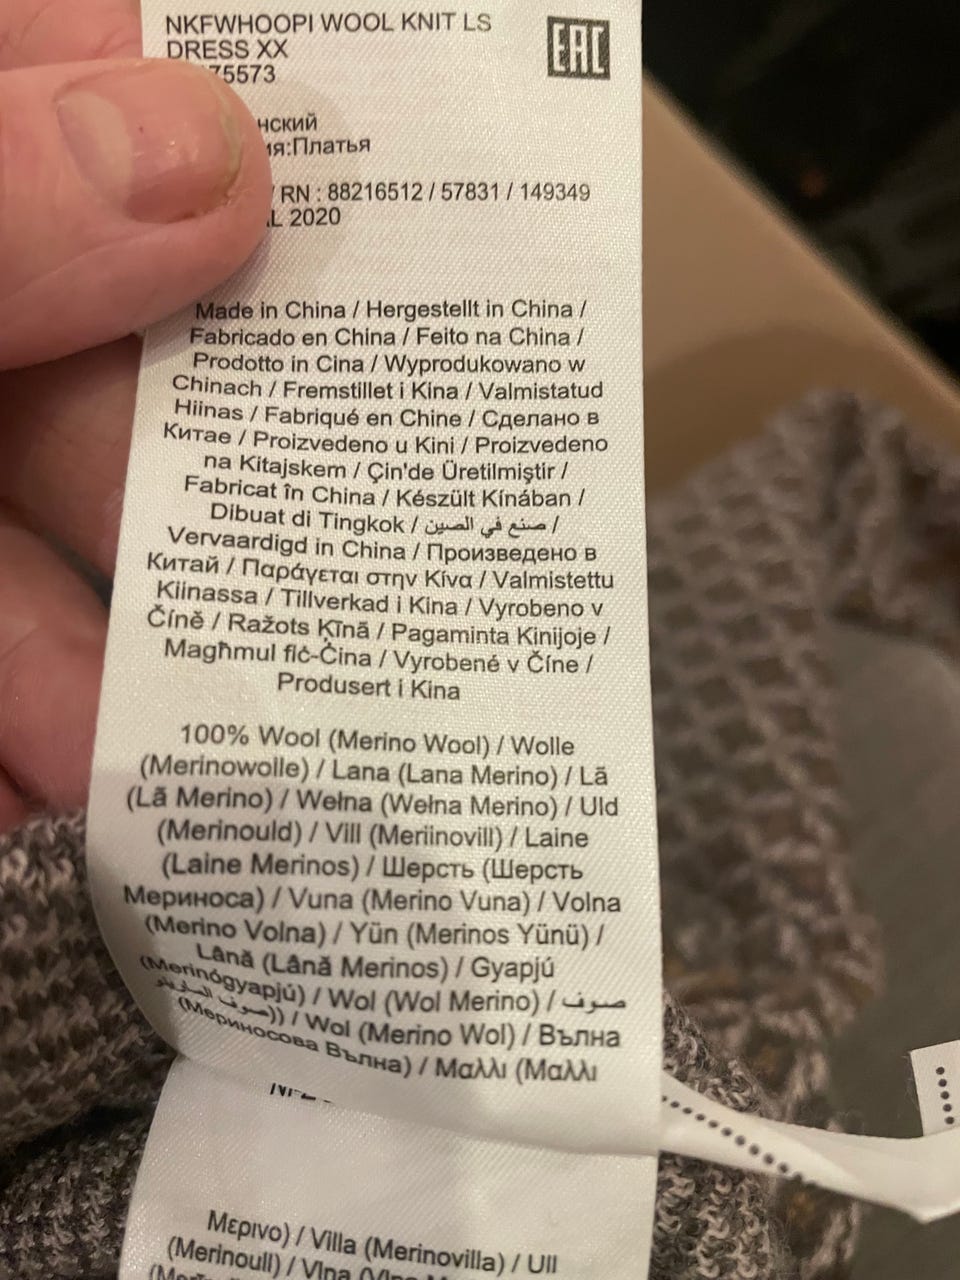 NKFWHOOPI WOOL KNIT LS
DRESS XX
75573
EAC
нский
ия:Платья
/ RN : 88216512 / 57831 / 149349
2020
Made in China / Hergestellt in China /
Fabricado en China / Feito na China /
Prodotto in Cina / Wyprodukowano w
Chinach / Fremstillet i Kina / Valmistatud
Hiinas / Fabriqué en Chine / Сделано в
Китае / Proizvedeno u Kini / Proizvedeno
na Kitajskem / Çin'de Üretilmiştir /
Fabricat în China / Készült Kínában /
Dibuat di Tingkok / صنع في الصين /
Vervaardigd in China / Произведено в
Китай / Παράγεται στην Κίνα / Valmistettu
Kiinassa / Tillverkad i Kina / Vyrobeno v
Číně / Ražots Ķīnā / Pagaminta Kinijoje /
Magħmul fiċ-Ċina / Vyrobené v Číne /
Produsert i Kina
100% Wool (Merino Wool) / Wolle
(Merinowolle) / Lana (Lana Merino) / Lã
(Lã Merino) / Wełna (Wełna Merino) / Uld
(Merinould) / Vill (Meriinovill) / Laine
(Laine Merinos) / Шерсть (Шерсть
Мериноса) / Vuna (Merino Vuna) / Volna
(Merino Volna) / Yün (Merinos Yünü) /
Lână (Lână Merinos) / Gyapjú
(Merinógyapjú) / Wol (Wol Merino) / صوف
(صوف المارينو)) / Wol (Merino Wol) / Вълна
(Мериносова Вълна) / Μαλλι (Μαλλι
Μερινο) / Villa (Merinovilla) / Ull
(Merinoull) / Vlna